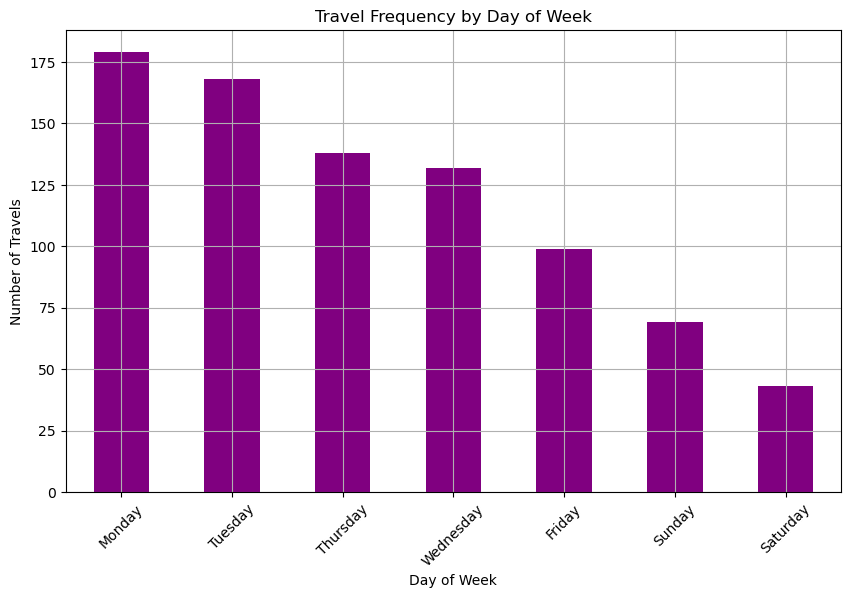 Travel Frequency by Day of Week
Number of Travels
175
150
125
100
75
50
25
0
Monday
Tuesday
Thursday
Wednesday
Friday
Sunday
Saturday
Day of Week